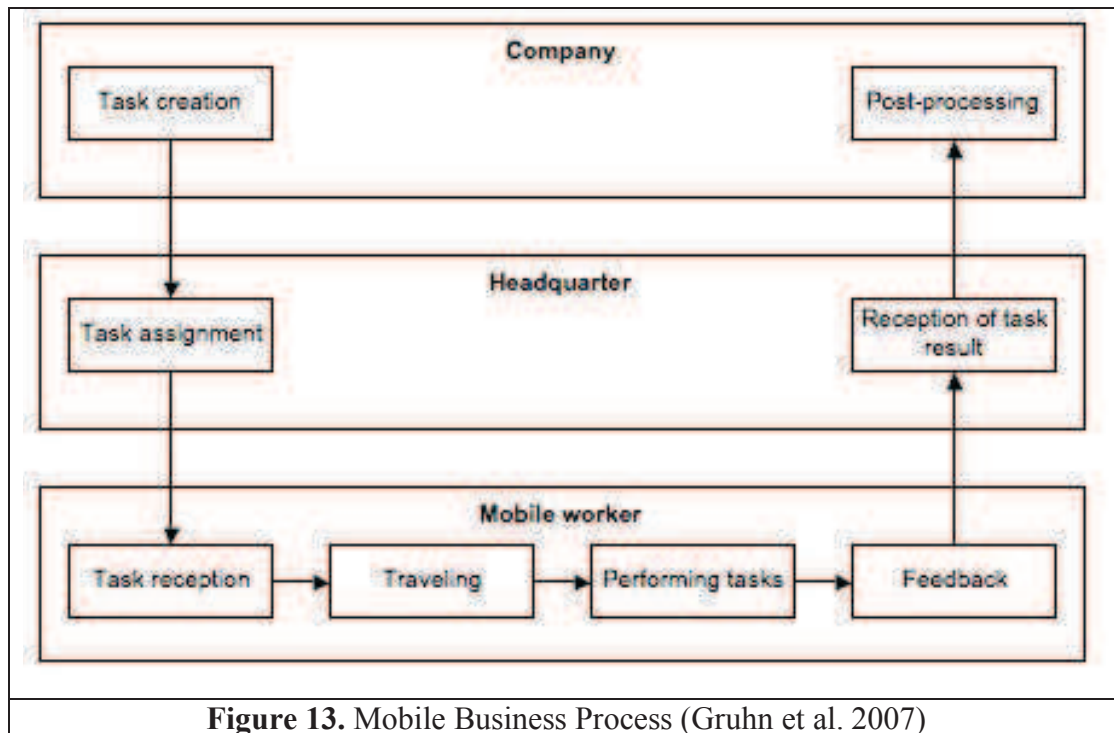 Company
Task creation
Post-processing
Headquarter
Task assignment
Reception of task
result
Mobile worker
Task reception
Traveling
Performing tasks
Feedback
Figure 13. Mobile Business Process (Gruhn et al. 2007)